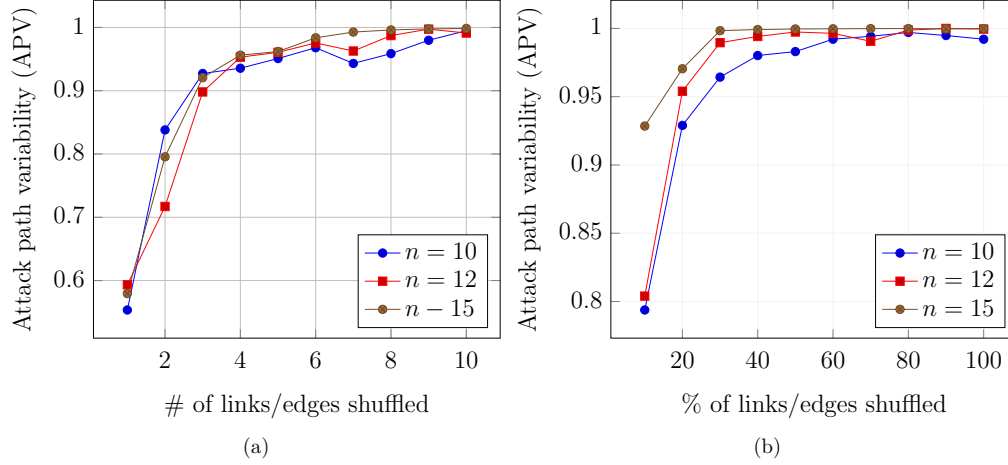 1
0.9
0.8
0.7
0.6
2
4
6
8
10
Attack path variability (APV)
# of links/edges shuffled
n = 10
n = 12
n − 15
(a)
1
0.95
0.9
0.85
0.8
20
40
60
80
100
Attack path variability (APV)
% of links/edges shuffled
n = 10
n = 12
n = 15
(b)